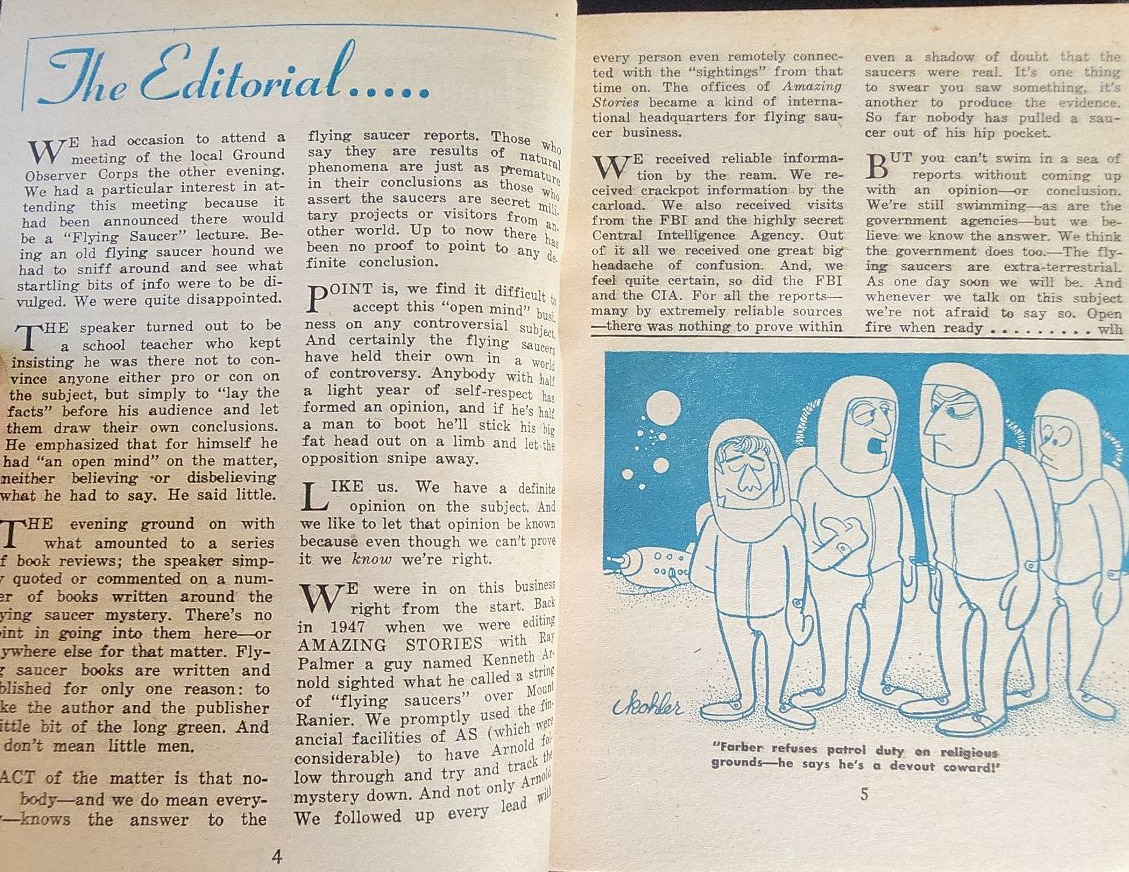 The Editorial.....
WE had occasion to attend a
meeting of the local Ground
Observer Corps the other evening.
We had a particular interest in at-
tending this meeting because it
had been announced there would
be a "Flying Saucer" lecture. Be-
ing an old flying saucer hound we
had to sniff around and see what
startling bits of info were to be di-
vulged. We were quite disappointed.
THE speaker turned out to be
a school teacher who kept
insisting he was there not to con-
vince anyone either pro or con on
the subject, but simply to "lay the
facts" before his audience and let
them draw their own conclusions.
He emphasized that for himself he
had "an open mind" on the matter,
neither believing or disbelieving
what he had to say. He said little.
THE evening ground on with
what amounted to a series
f book reviews; the speaker simp-
y quoted or commented on a num-
er of books written around the
ying saucer mystery. There's no
int in going into them here—or
ywhere else for that matter. Fly-
g saucer books are written and
blished for only one reason: to
ke the author and the publisher
ittle bit of the long green. And
don't mean little men.
ACT of the matter is that no-
body—and we do mean every-
—knows the answer to the
4
flying saucer reports. Those who
say they are results of natural
phenomena are just as premature
in their conclusions as those who
assert the saucers are secret mili-
tary projects or visitors from an-
other world. Up to now there has
been no proof to point to any de-
finite conclusion.
POINT is, we find it difficult to
accept this "open mind" busi-
ness on any controversial subject.
And certainly the flying saucers
have held their own in a world
of controversy. Anybody with half
a light year of self-respect has
formed an opinion, and if he's half
a man to boot he'll stick his big
fat head out on a limb and let the
opposition snipe away.
LIKE us. We have a definite
opinion on the subject. And
we like to let that opinion be known
because even though we can't prove
it we know we're right.
WE were in on this business
right from the start. Back
in 1947 when we were editing
AMAZING STORIES with Ray
Palmer a guy named Kenneth Ar-
nold sighted what he called a string
of "flying saucers" over Mount
Ranier. We promptly used the fin-
ancial facilities of AS (which were
considerable) to have Arnold fol-
low through and try and track the
mystery down. And not only Arnold.
We followed up every lead with
every person even remotely connec-
ted with the "sightings" from that
time on. The offices of Amazing
Stories became a kind of interna-
tional headquarters for flying sau-
cer business.
WE received reliable informa-
tion by the ream. We re-
ceived crackpot information by the
carload. We also received visits
from the FBI and the highly secret
Central Intelligence Agency. Out
of it all we received one great big
headache of confusion. And, we
feel quite certain, so did the FBI
and the CIA. For all the reports—
many by extremely reliable sources
—there was nothing to prove within
even a shadow of doubt that the
saucers were real. It's one thing
to swear you saw something, it's
another to produce the evidence.
So far nobody has pulled a sau-
cer out of his hip pocket.
BUT you can't swim in a sea of
reports without coming up
with an opinion—or conclusion.
We're still swimming—as are the
government agencies—but we be-
lieve we know the answer. We think
the government does too.—The fly-
ing saucers are extra-terrestrial.
As one day soon we will be. And
whenever we talk on this subject
we're not afraid to say so. Open
fire when ready . . . . . . . . . wlh
Kohler
"Farber refuses patrol duty on religious
grounds—he says he's a devout coward!"
5